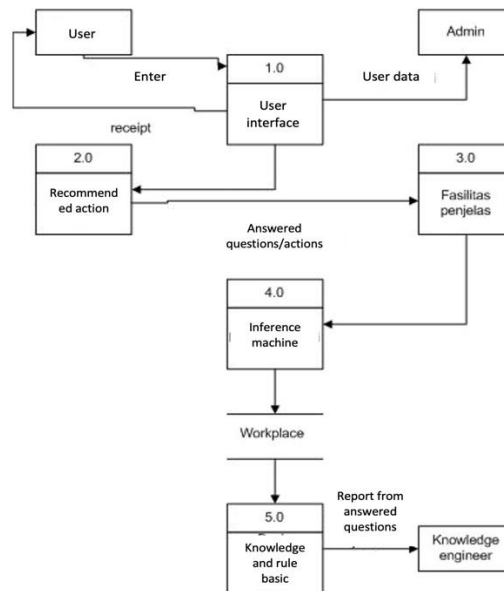 User
Admin
Enter
1.0
User data
User
interface
receipt
2.0
3.0
Recommend
ed action
Fasilitas
penjelas
Answered
questions/actions
4.0
Inference
machine
Workplace
Report from
answered
questions
5.0
Knowledge
and rule
basic
Knowledge
engineer